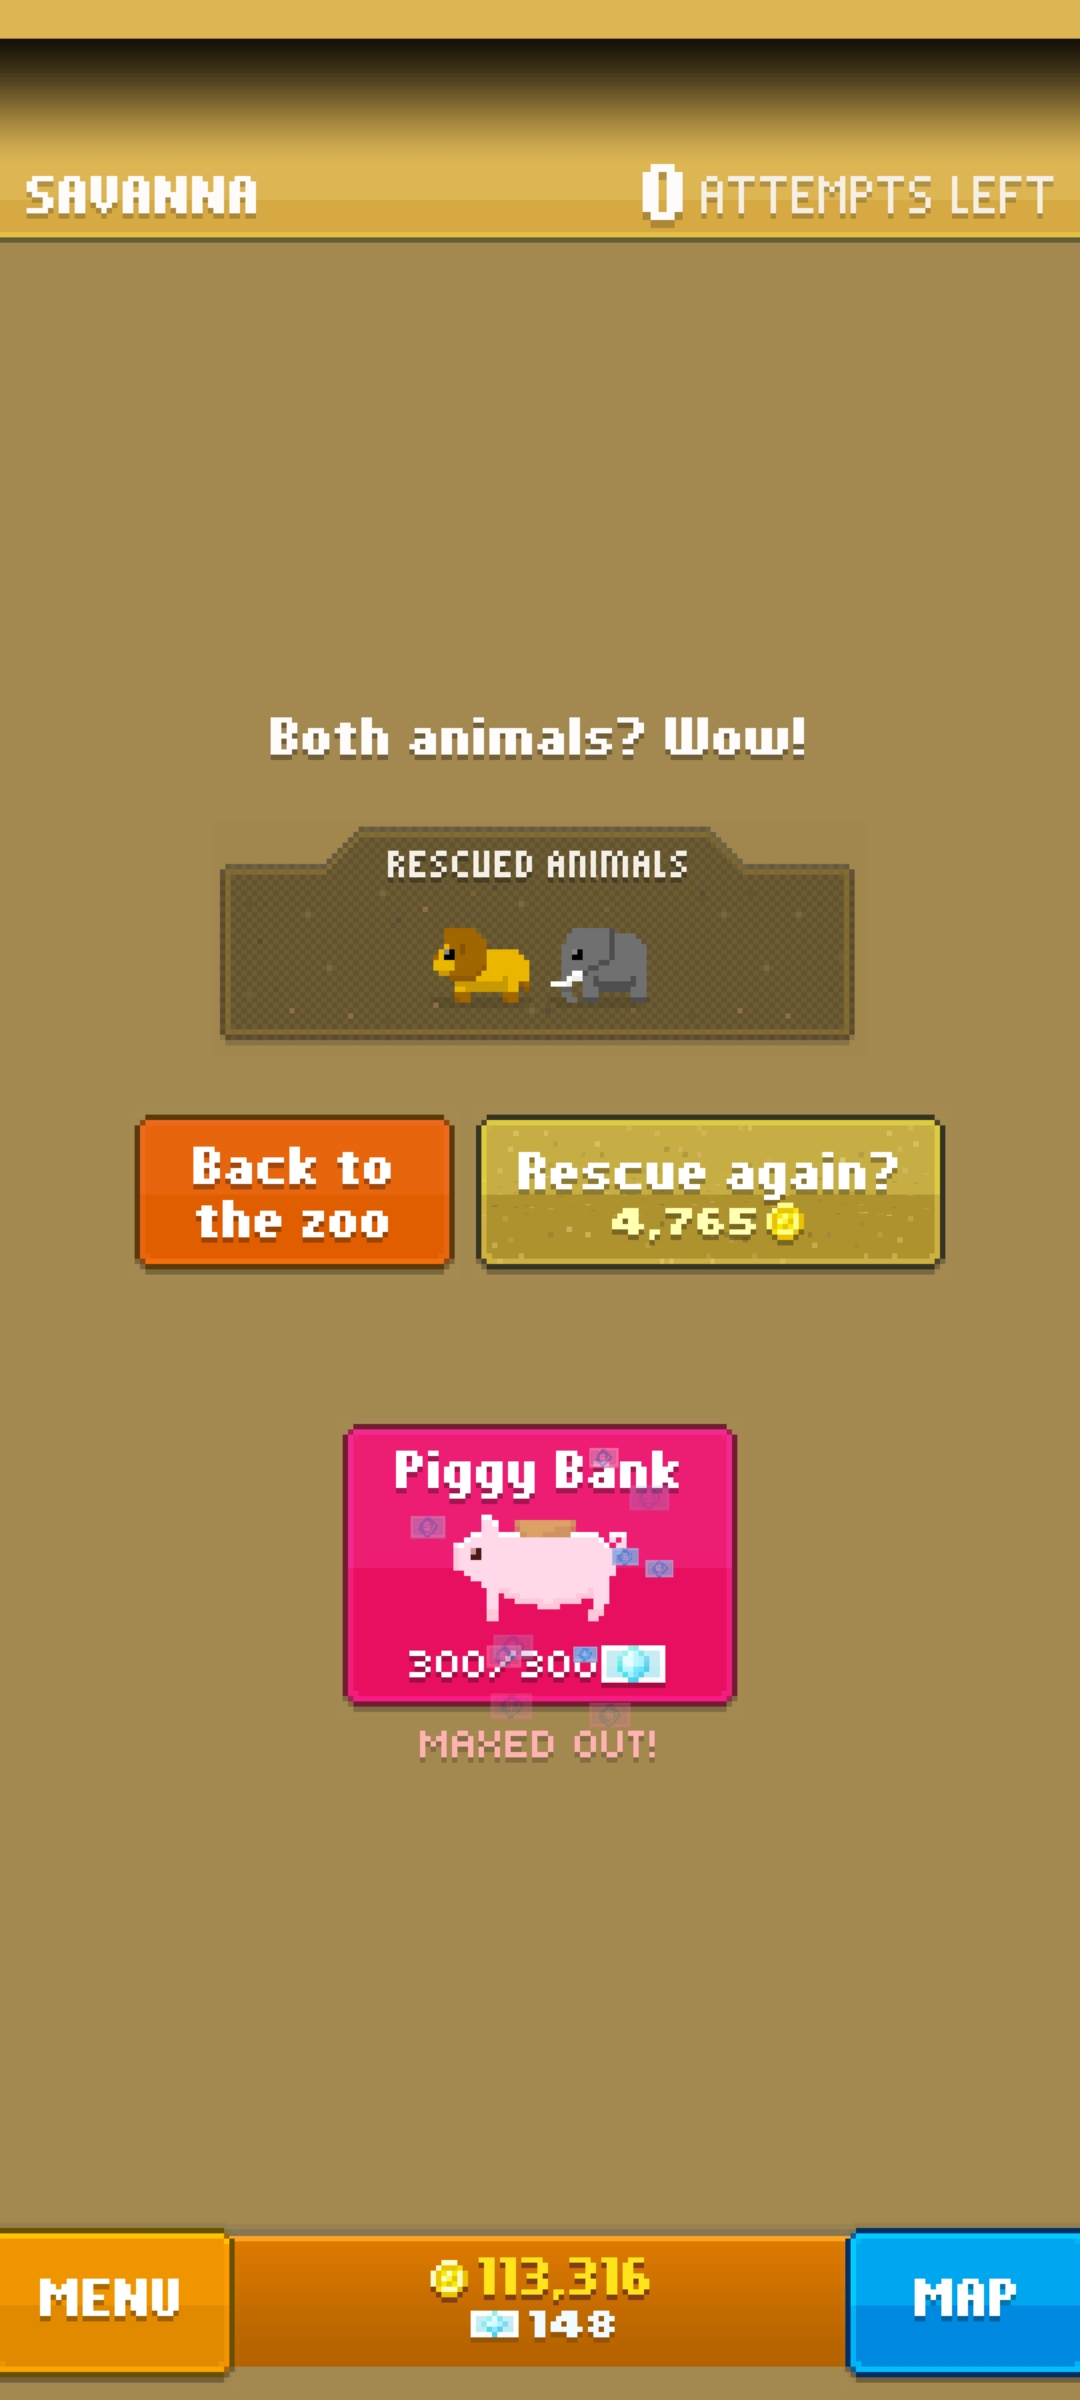 SAVANNA
0 ATTEMPTS LEFT
Both animals? Wow!
RESCUED ANIMALS
Back to
the zoo
Rescue again?
4,765
Piggy Bank
300/300
MAXED OUT!
MENU
113,316
148
MAP